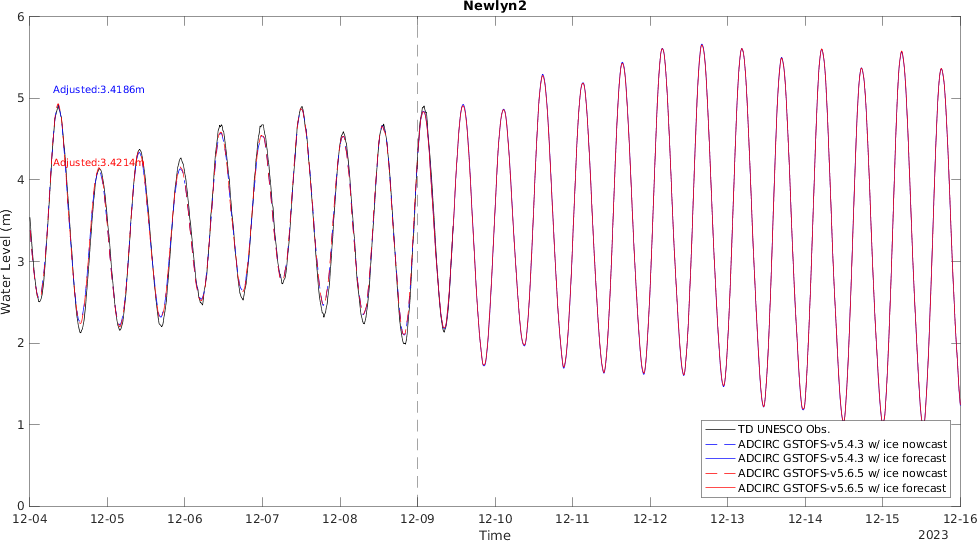 Newlyn2
6
5
4
3
2
1
0
Water Level (m)
Adjusted:3.4186m
Adjusted:3.4214m
TD UNESCO Obs.
ADCIRC GSTOFS-v5.4.3 w/ ice nowcast
ADCIRC GSTOFS-v5.4.3 w/ ice forecast
ADCIRC GSTOFS-v5.6.5 w/ ice nowcast
ADCIRC GSTOFS-v5.6.5 w/ ice forecast
12-04 12-05 12-06 12-07 12-08 12-09 12-10 12-11 12-12 12-13 12-14 12-15 12-16
Time
2023